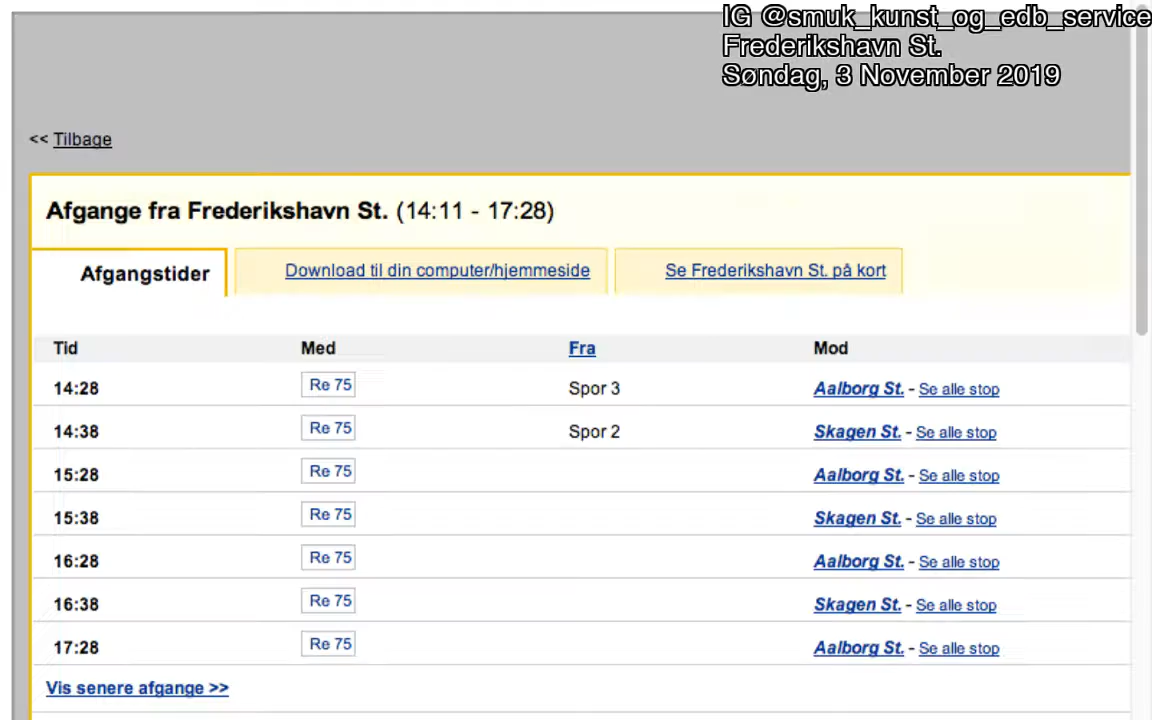 IG @smuk_kunst_og_edb_service
Frederikshavn St.
Søndag, 3 November 2019
<< Tilbage
Afgange fra Frederikshavn St. (14:11 - 17:28)
Afgangstider Download til din computer/hjemmeside Se Frederikshavn St. på kort
Tid Med Fra Mod
14:28 Re 75 Spor 3 Aalborg St. - Se alle stop
14:38 Re 75 Spor 2 Skagen St. - Se alle stop
15:28 Re 75 Aalborg St. - Se alle stop
15:38 Re 75 Skagen St. - Se alle stop
16:28 Re 75 Aalborg St. - Se alle stop
16:38 Re 75 Skagen St. - Se alle stop
17:28 Re 75 Aalborg St. - Se alle stop
Vis senere afgange >>